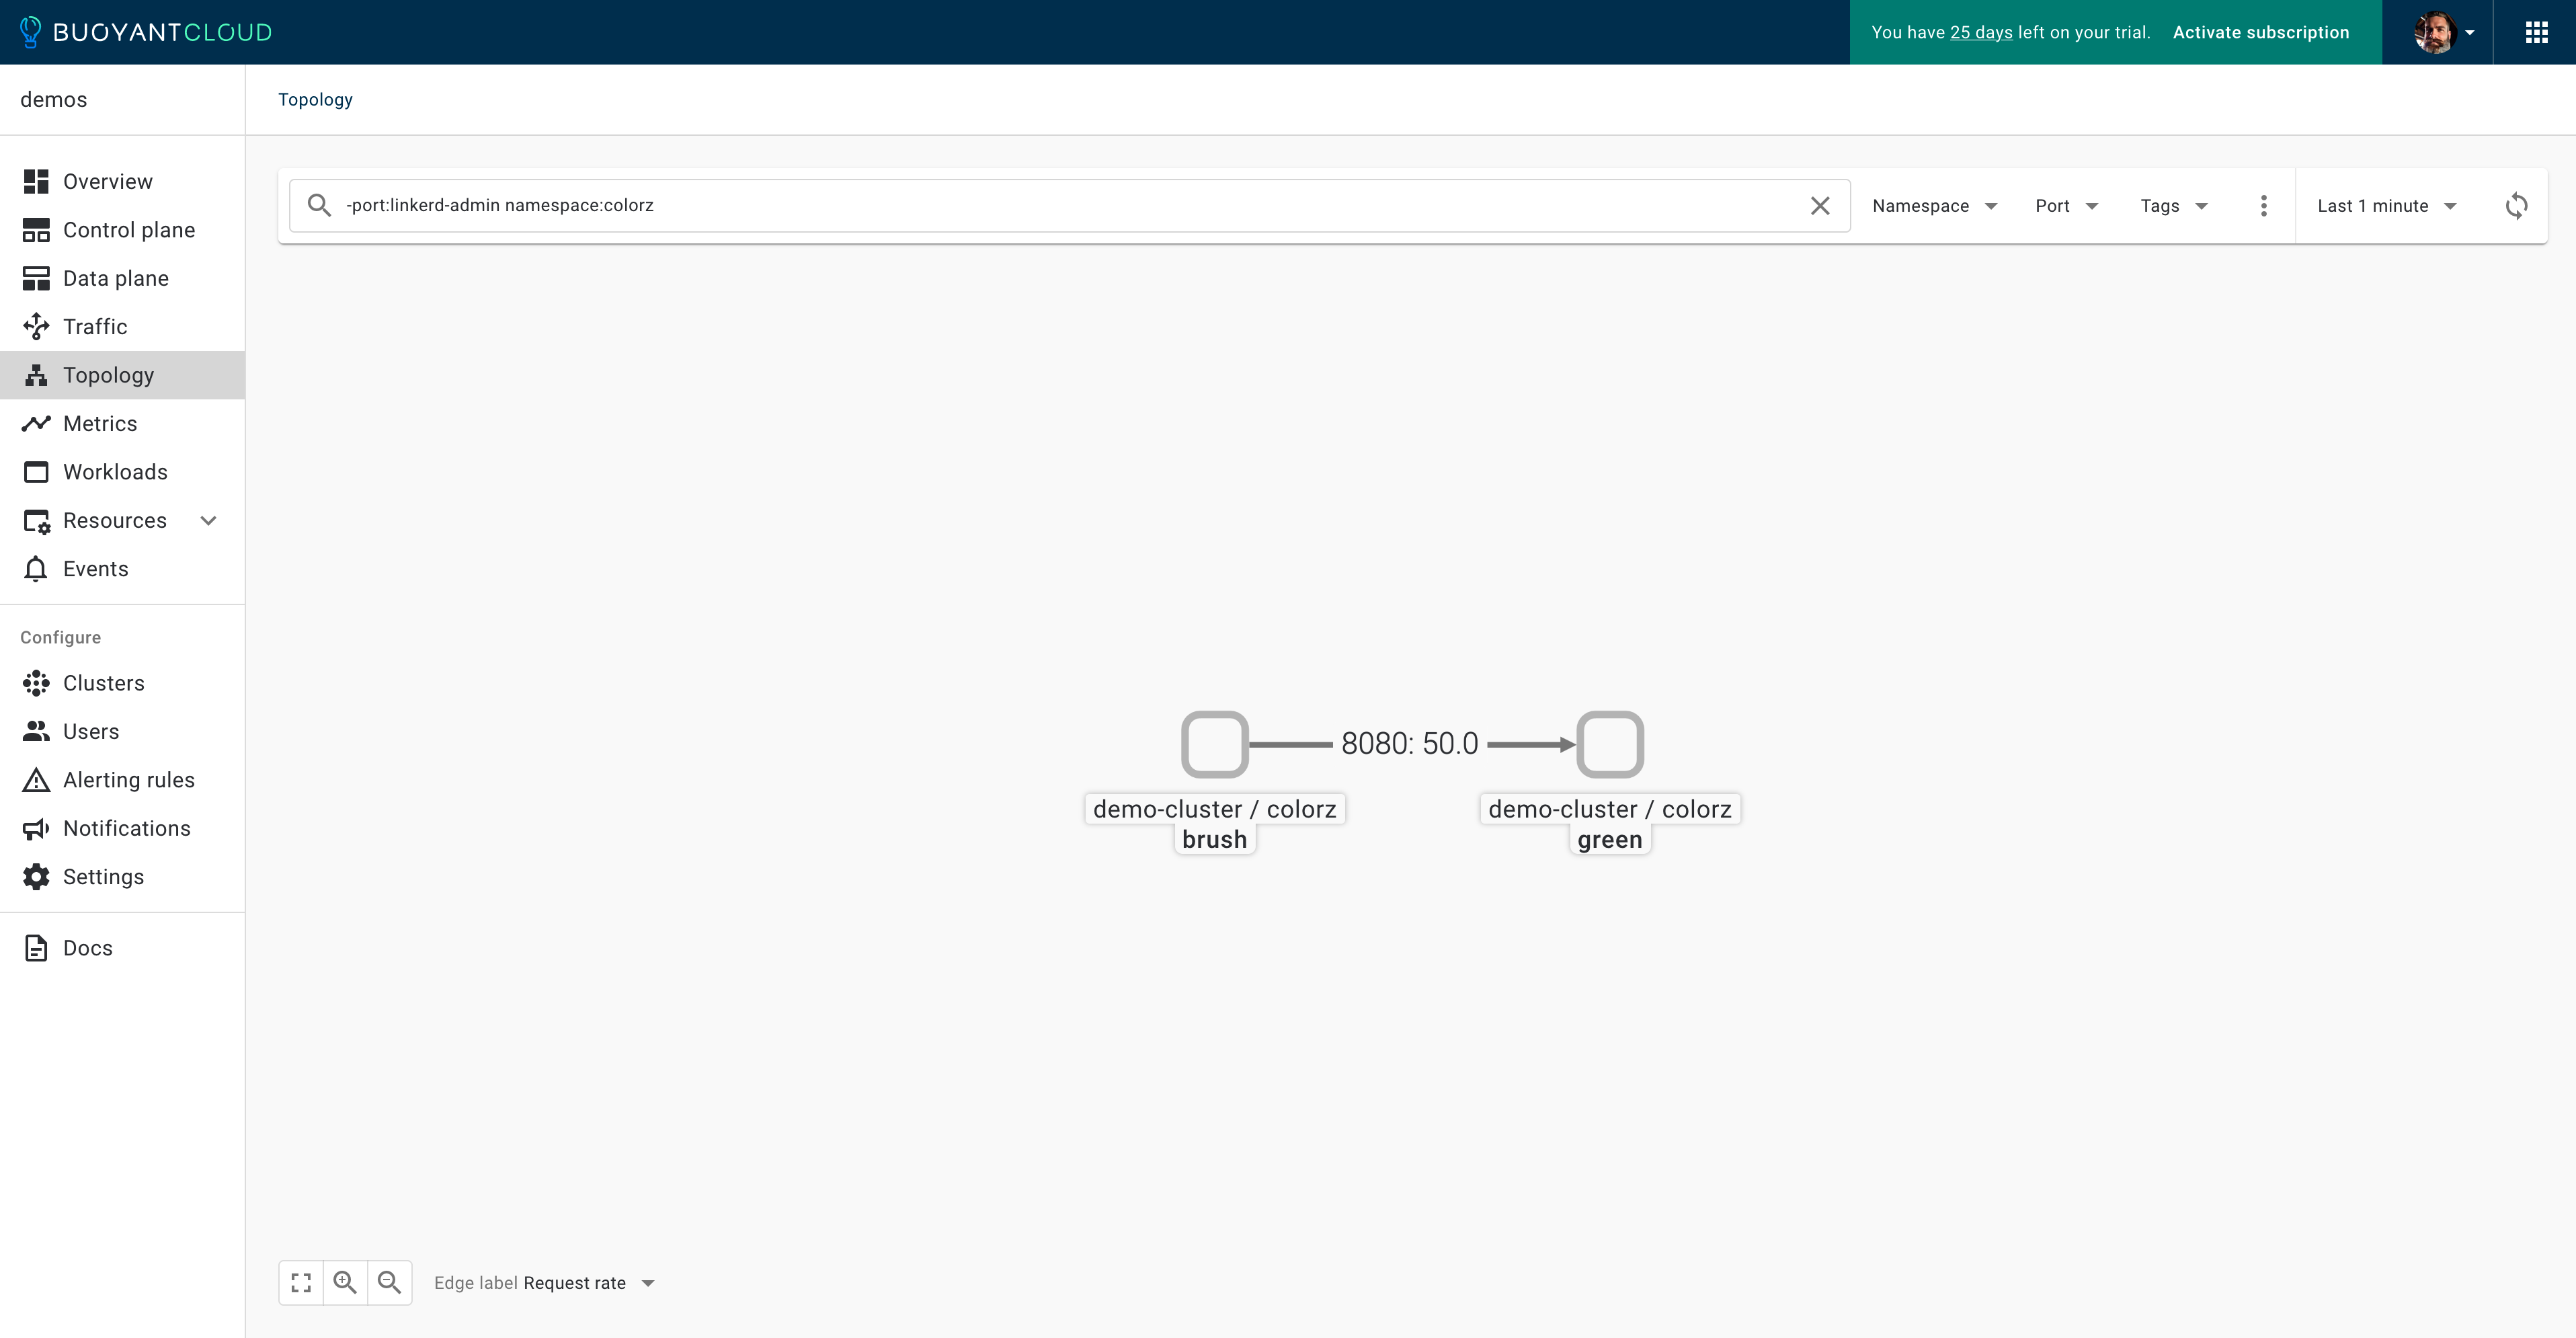 BUOYANTCLOUD
You have 25 days left on your trial. Activate subscription
demos
Topology
Overview
Control plane
Data plane
Traffic
Topology
Metrics
Workloads
Resources
Events
Configure
Clusters
Users
Alerting rules
Notifications
Settings
Docs
-port:linkerd-admin namespace:colorz
Namespace
Port
Tags
Last 1 minute
8080: 50.0
demo-cluster / colorz
brush
demo-cluster / colorz
green
Edge label Request rate